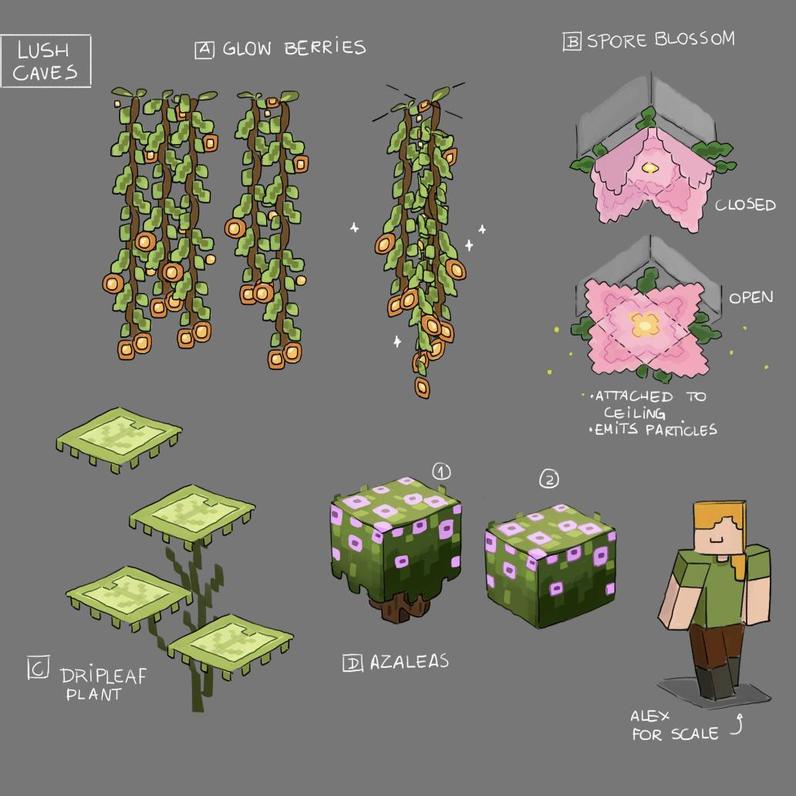 LUSH
CAVES
A GLOW BERRIES
B SPORE BLOSSOM
CLOSED
OPEN
• ATTACHED TO
CEILING
• EMITS PARTICLES
1
2
C DRIPLEAF
PLANT
D AZALEAS
ALEX
FOR SCALE